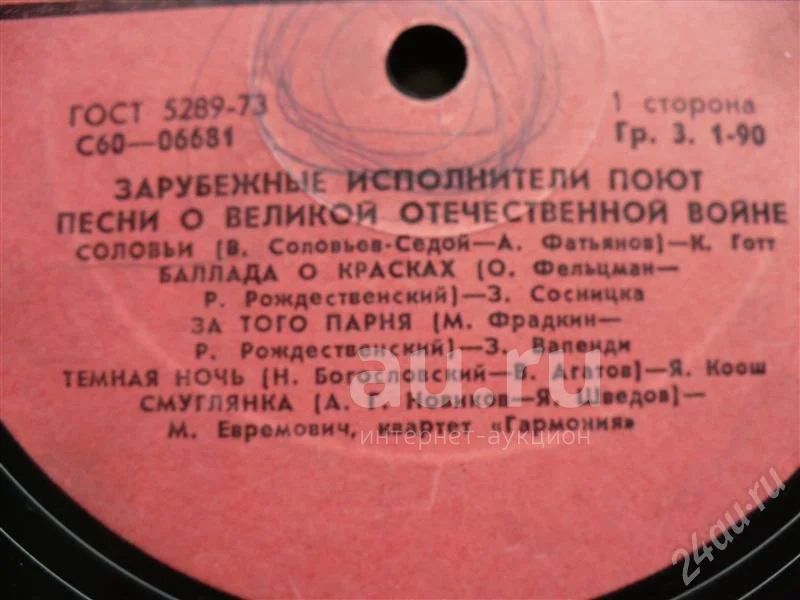 ГОСТ 5289-73
С60—06681
1 сторона
Гр. 3. 1-90
ЗАРУБЕЖНЫЕ ИСПОЛНИТЕЛИ ПОЮТ
ПЕСНИ О ВЕЛИКОЙ ОТЕЧЕСТВЕННОЙ ВОЙНЕ
СОЛОВЬИ (В. Соловьев-Седой—А. Фатьянов)—К. Готт
БАЛЛАДА О КРАСКАХ (О. Фельцман—
Р. Рождественский)—З. Сосницка
ЗА ТОГО ПАРНЯ (М. Фрадкин—
Р. Рождественский)—З. Валенди
ТЕМНАЯ НОЧЬ (Н. Богословский—В. Агатов)—Я. Коош
СМУГЛЯНКА (А. Г. Новиков—Я. Шведов)—
М. Евремович, квартет «Гармония»
au.ru
интернет-аукцион
24au.ru